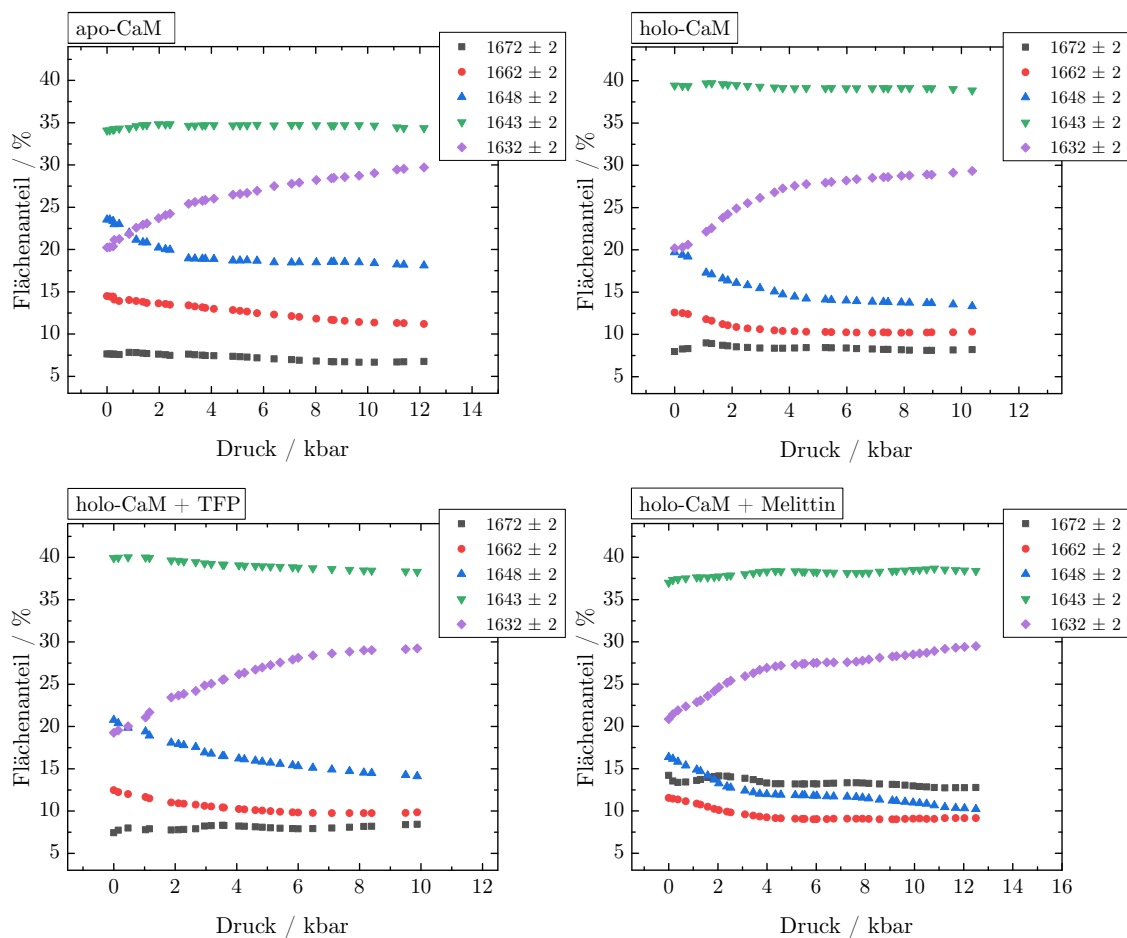 apo-CaM
1672 ± 2
1662 ± 2
1648 ± 2
1643 ± 2
1632 ± 2
Flächenanteil / %
40
35
30
25
20
15
10
5
0 2 4 6 8 10 12 14
Druck / kbar
holo-CaM
1672 ± 2
1662 ± 2
1648 ± 2
1643 ± 2
1632 ± 2
Flächenanteil / %
40
35
30
25
20
15
10
5
0 2 4 6 8 10 12
Druck / kbar
holo-CaM + TFP
1672 ± 2
1662 ± 2
1648 ± 2
1643 ± 2
1632 ± 2
Flächenanteil / %
40
35
30
25
20
15
10
5
0 2 4 6 8 10 12
Druck / kbar
holo-CaM + Melittin
1672 ± 2
1662 ± 2
1648 ± 2
1643 ± 2
1632 ± 2
Flächenanteil / %
40
35
30
25
20
15
10
5
0 2 4 6 8 10 12 14 16
Druck / kbar